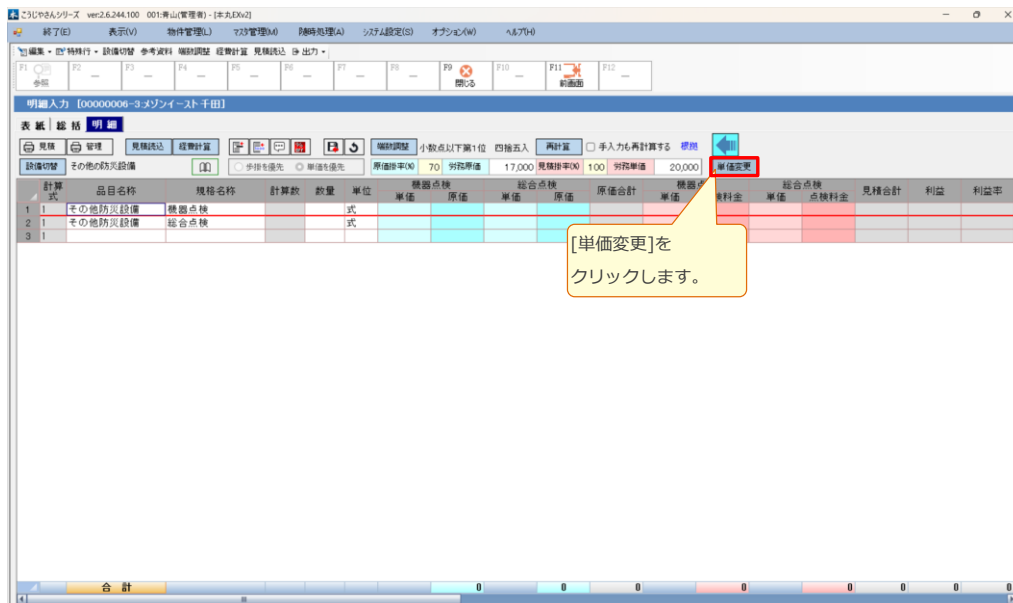 こうじやさんシリーズ ver:2.6.244.100 001:青山(管理者) - [本丸EXv2]
終了(E) 表示(V) 物件管理(L) マスタ管理(M) 随時処理(A) システム設定(S) オプション(W) ヘルプ(H)
編集 特殊行 設備切替 参考資料 端数調整 経費計算 見積読込 出力
F1 参照 F2 F3 F4 F5 F6 F7 F8 F9 閉じる F10 F11 前画面 F12
明細入力 [00000006-3:メゾンイースト千田]
表紙 総括 明細
見積 管理 見積読込 経費計算 端数調整 小数点以下第1位 四捨五入 再計算 手入力も再計算する 根拠
設備切替 その他の防災設備 歩掛を優先 単価を優先 原価掛率(%) 70 労務原価 17,000 見積掛率(%) 100 労務単価 20,000 単価変更
計算式 品目名称 規格名称 計算数 数量 単位 機器点検 単価 原価 総合点検 単価 原価 原価合計 機器点 単価 検料金 総合点検 単価 点検料金 見積合計 利益 利益率
1 1 その他防災設備 機器点検 式
2 1 その他防災設備 総合点検 式
3 1
[単価変更]を
クリックします。
合 計 0 0 0 0 0 0 0 0